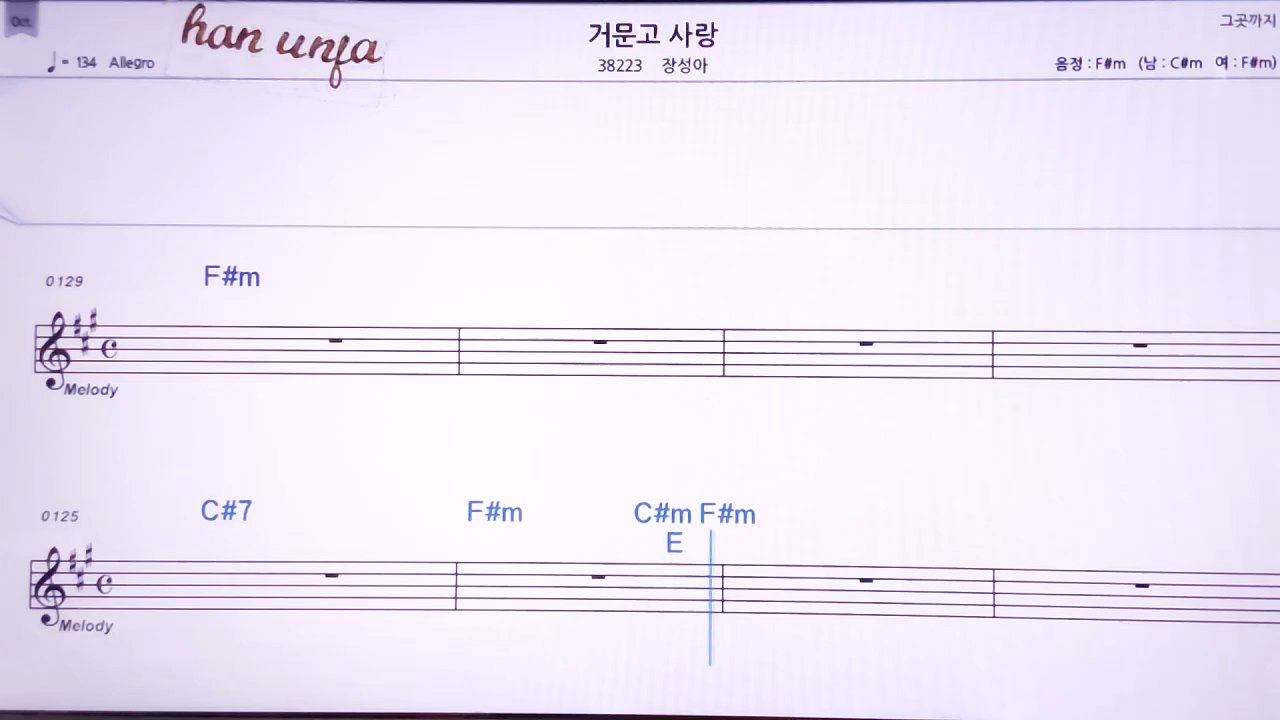 Oct.
han unja
거문고 사랑
그곳까지
♩= 134 Allegro
38223 장성아
음정 : F#m (남 : C#m 여 : F#m)
0129
F#m
Melody
0125
C#7 F#m C#m F#m
E
Melody